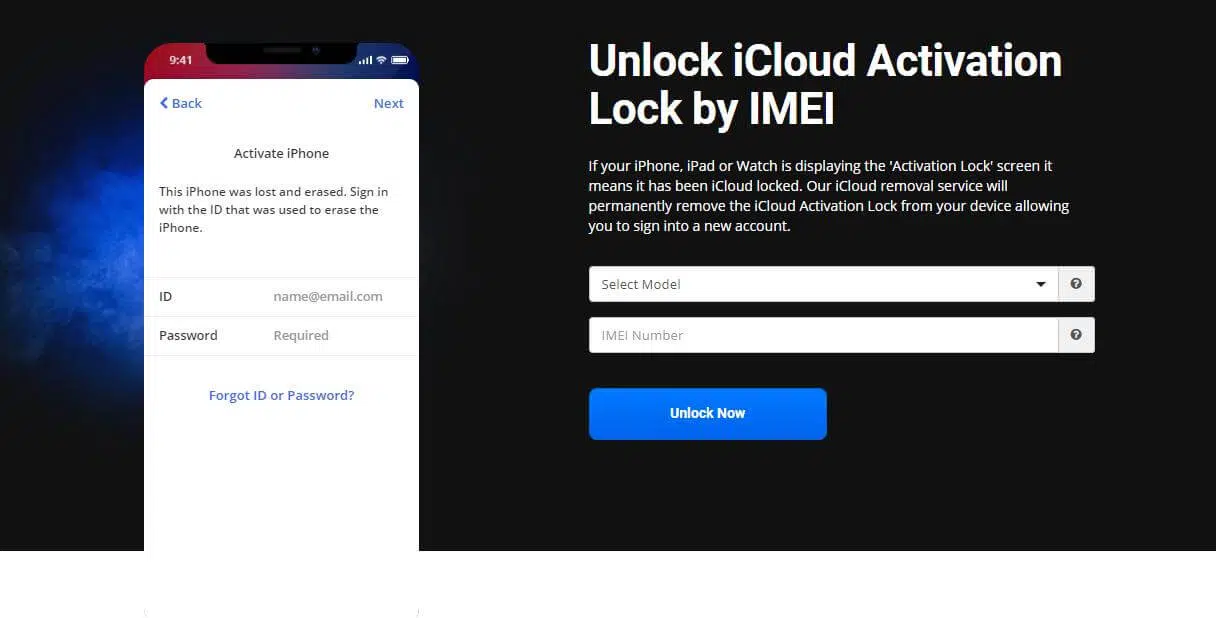 9:41
Back
Next
Activate iPhone
This iPhone was lost and erased. Sign in
with the ID that was used to erase the
iPhone.
ID
name@email.com
Password
Required
Forgot ID or Password?
Unlock iCloud Activation
Lock by IMEI
If your iPhone, iPad or Watch is displaying the 'Activation Lock' screen it
means it has been iCloud locked. Our iCloud removal service will
permanently remove the iCloud Activation Lock from your device allowing
you to sign into a new account.
Select Model
?
IMEI Number
?
Unlock Now